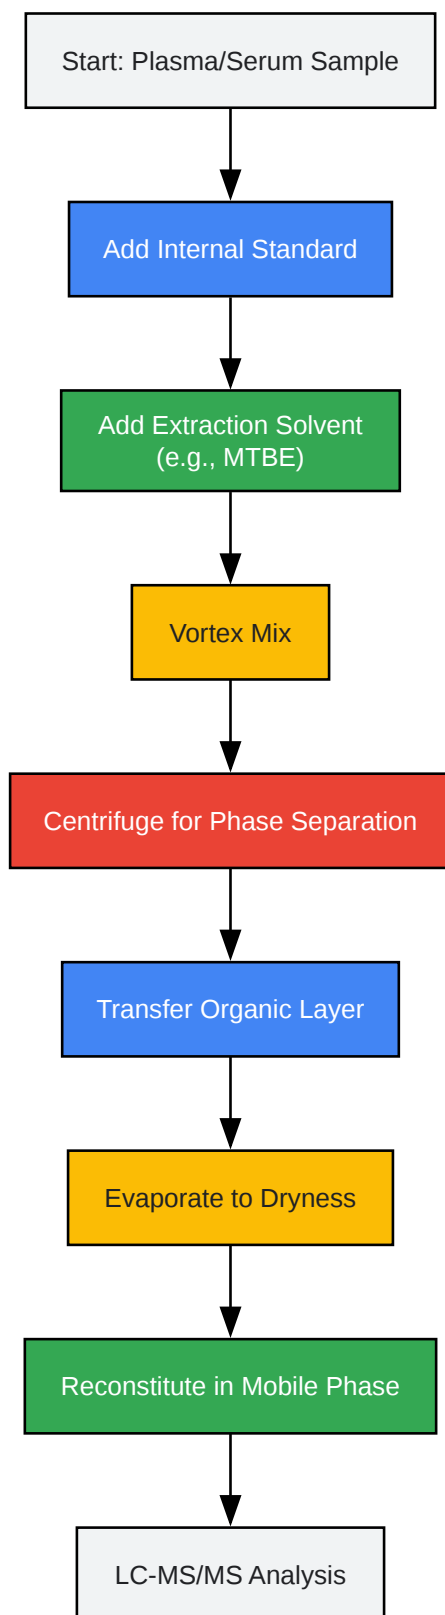 Start: Plasma/Serum Sample
Add Internal Standard
Add Extraction Solvent
(e.g., MTBE)
Vortex Mix
Centrifuge for Phase Separation
Transfer Organic Layer
Evaporate to Dryness
Reconstitute in Mobile Phase
LC-MS/MS Analysis